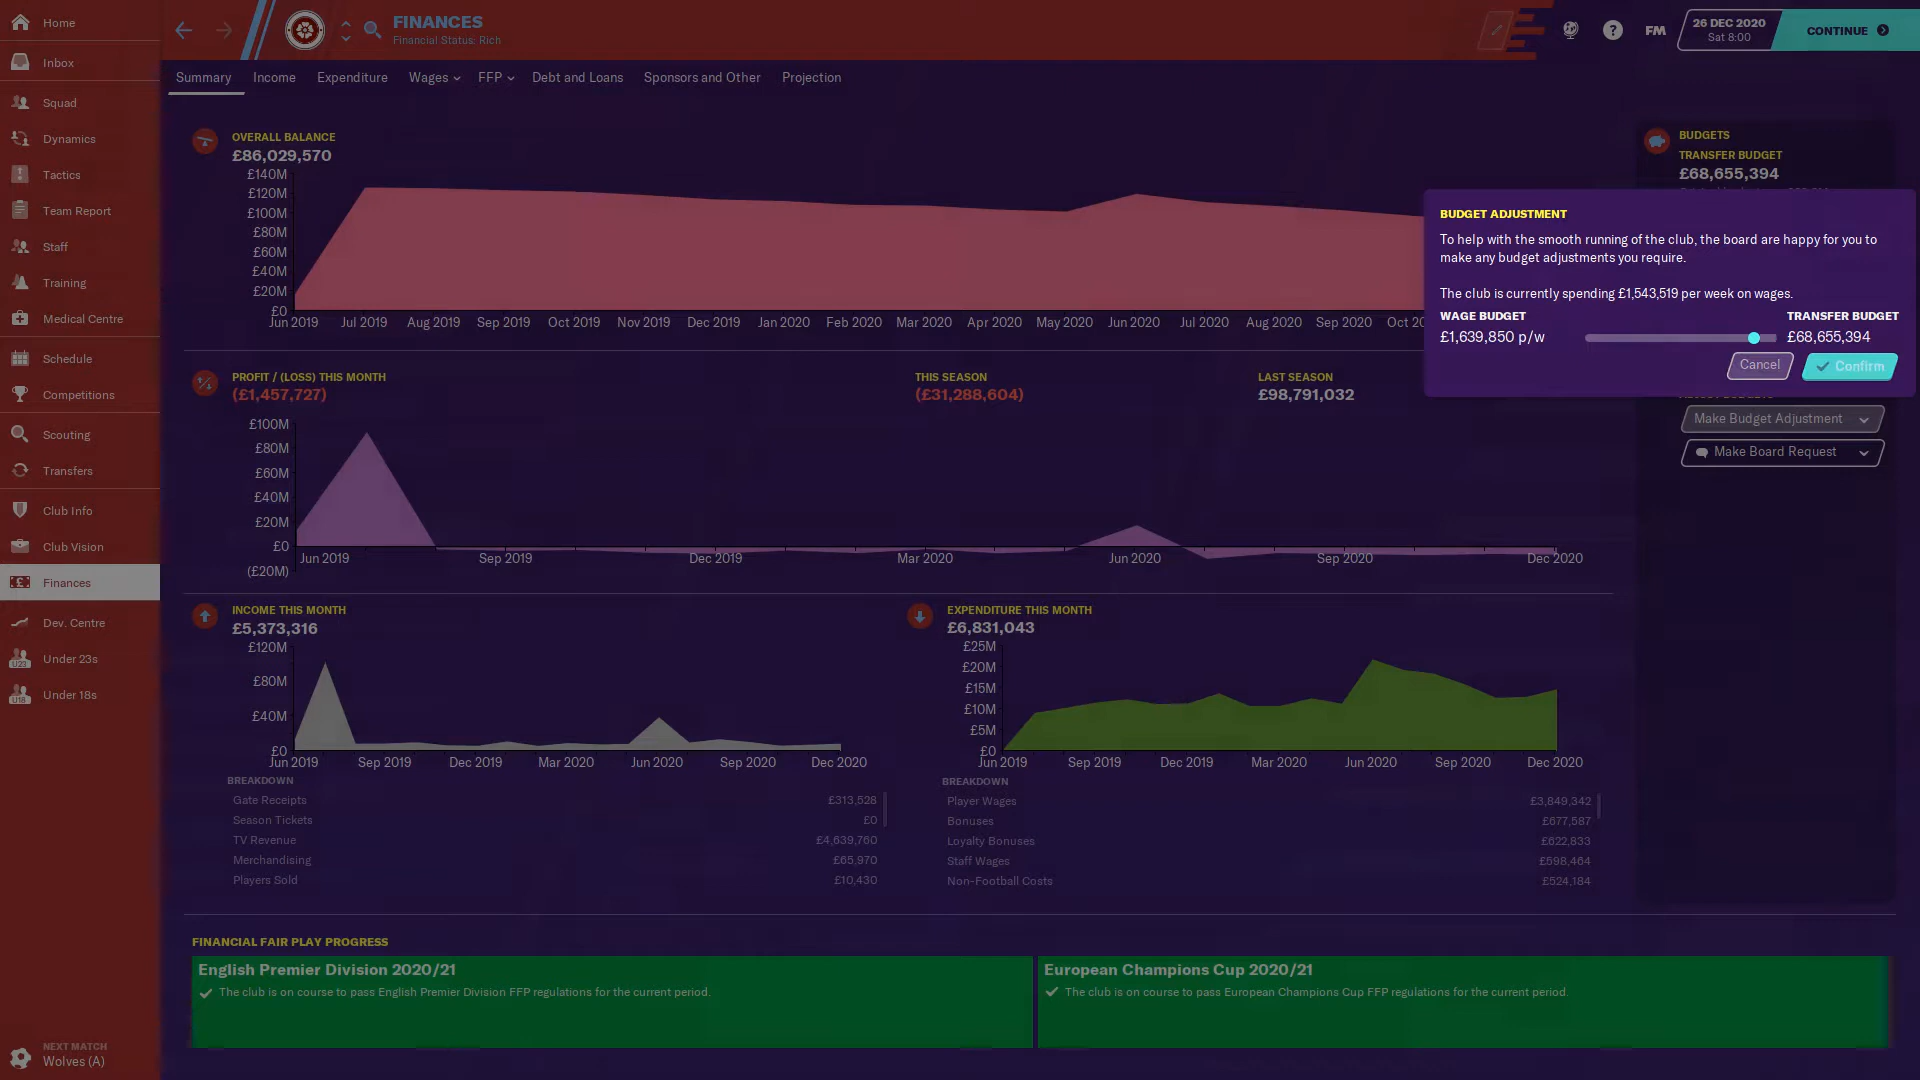 Home
FINANCES
Financial Status: Rich
FM
26 DEC 2020
Sat 8:00
CONTINUE
Inbox
Squad
Dynamics
Tactics
Team Report
Staff
Training
Medical Centre
Schedule
Competitions
Scouting
Transfers
Club Info
Club Vision
Finances
Dev. Centre
Under 23s
U23
Under 18s
U18
NEXT MATCH
Wolves (A)
Summary
Income
Expenditure
Wages
FFP
Debt and Loans
Sponsors and Other
Projection
OVERALL BALANCE
£86,029,570
£140M
£120M
£100M
£80M
£60M
£40M
£20M
£0
Jun 2019 Jul 2019 Aug 2019 Sep 2019 Oct 2019 Nov 2019 Dec 2019 Jan 2020 Feb 2020 Mar 2020 Apr 2020 May 2020 Jun 2020 Jul 2020 Aug 2020 Sep 2020 Oct 20
BUDGETS
TRANSFER BUDGET
£68,655,394
BUDGET ADJUSTMENT
To help with the smooth running of the club, the board are happy for you to
make any budget adjustments you require.
The club is currently spending £1,543,519 per week on wages.
WAGE BUDGET
£1,639,850 p/w
TRANSFER BUDGET
£68,655,394
Cancel
Confirm
Make Budget Adjustment
Make Board Request
PROFIT / (LOSS) THIS MONTH
(£1,457,727)
THIS SEASON
(£31,288,604)
LAST SEASON
£98,791,032
£100M
£80M
£60M
£40M
£20M
£0
(£20M)
Jun 2019 Sep 2019 Dec 2019 Mar 2020 Jun 2020 Sep 2020 Dec 2020
INCOME THIS MONTH
£5,373,316
£120M
£80M
£40M
£0
Jun 2019 Sep 2019 Dec 2019 Mar 2020 Jun 2020 Sep 2020 Dec 2020
BREAKDOWN
Gate Receipts £313,528
Season Tickets £0
TV Revenue £4,639,760
Merchandising £65,970
Players Sold £10,430
EXPENDITURE THIS MONTH
£6,831,043
£25M
£20M
£15M
£10M
£5M
£0
Jun 2019 Sep 2019 Dec 2019 Mar 2020 Jun 2020 Sep 2020 Dec 2020
BREAKDOWN
Player Wages £3,849,342
Bonuses £677,587
Loyalty Bonuses £622,833
Staff Wages £598,464
Non-Football Costs £524,184
FINANCIAL FAIR PLAY PROGRESS
English Premier Division 2020/21
The club is on course to pass English Premier Division FFP regulations for the current period.
European Champions Cup 2020/21
The club is on course to pass European Champions Cup FFP regulations for the current period.